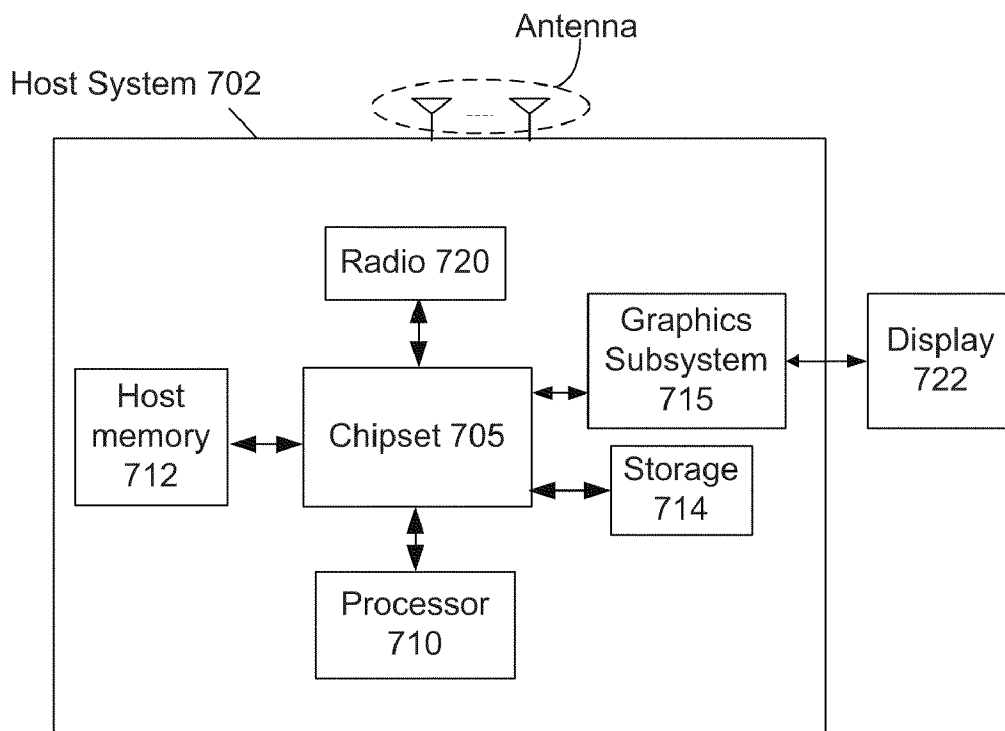 Antenna
Host System 702
Radio 720
Graphics
Subsystem
715
Display
722
Host
memory
712
Chipset 705
Storage
714
Processor
710